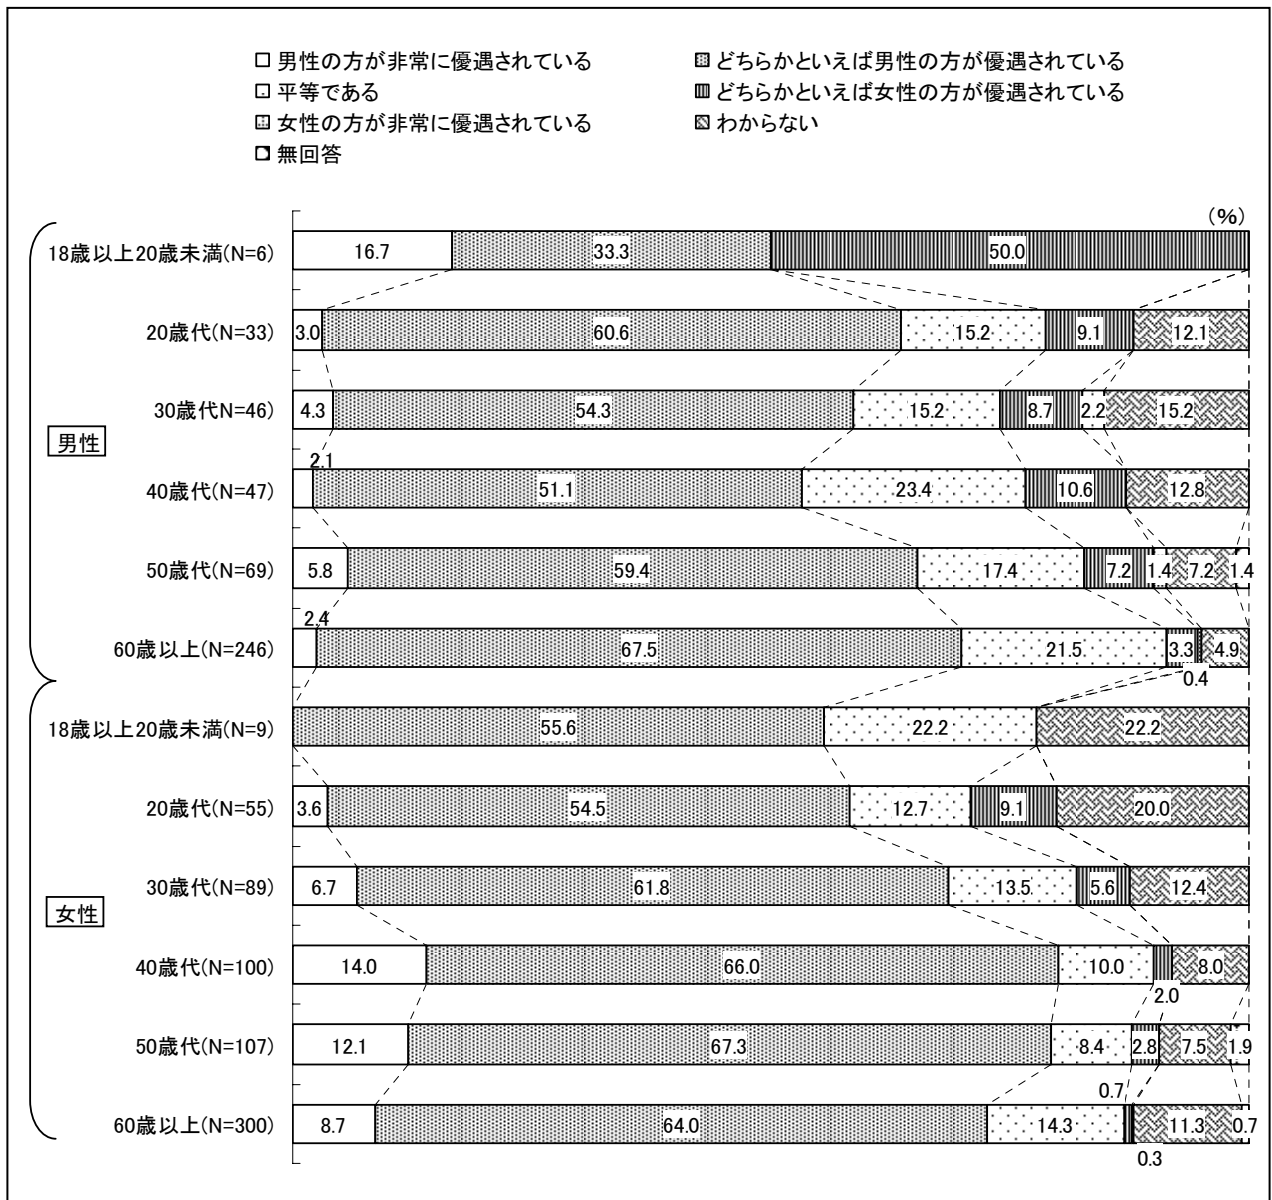 男性の方が非常に優遇されている
どちらかといえば男性の方が優遇されている
平等である
どちらかといえば女性の方が優遇されている
女性の方が非常に優遇されている
わからない
無回答
(%)
18歳以上20歳未満(N=6) 16.7 33.3 50.0
20歳代(N=33) 3.0 60.6 15.2 9.1 12.1
30歳代N=46) 4.3 54.3 15.2 8.7 2.2 15.2
男性
2.1
40歳代(N=47) 51.1 23.4 10.6 12.8
50歳代(N=69) 5.8 59.4 17.4 7.2 1.4 7.2 1.4
2.4
60歳以上(N=246) 67.5 21.5 3.3 4.9
0.4
18歳以上20歳未満(N=9) 55.6 22.2 22.2
20歳代(N=55) 3.6 54.5 12.7 9.1 20.0
30歳代(N=89) 6.7 61.8 13.5 5.6 12.4
女性
40歳代(N=100) 14.0 66.0 10.0 8.0
2.0
50歳代(N=107) 12.1 67.3 8.4 2.8 7.5 1.9
0.7
60歳以上(N=300) 8.7 64.0 14.3 11.3 0.7
0.3